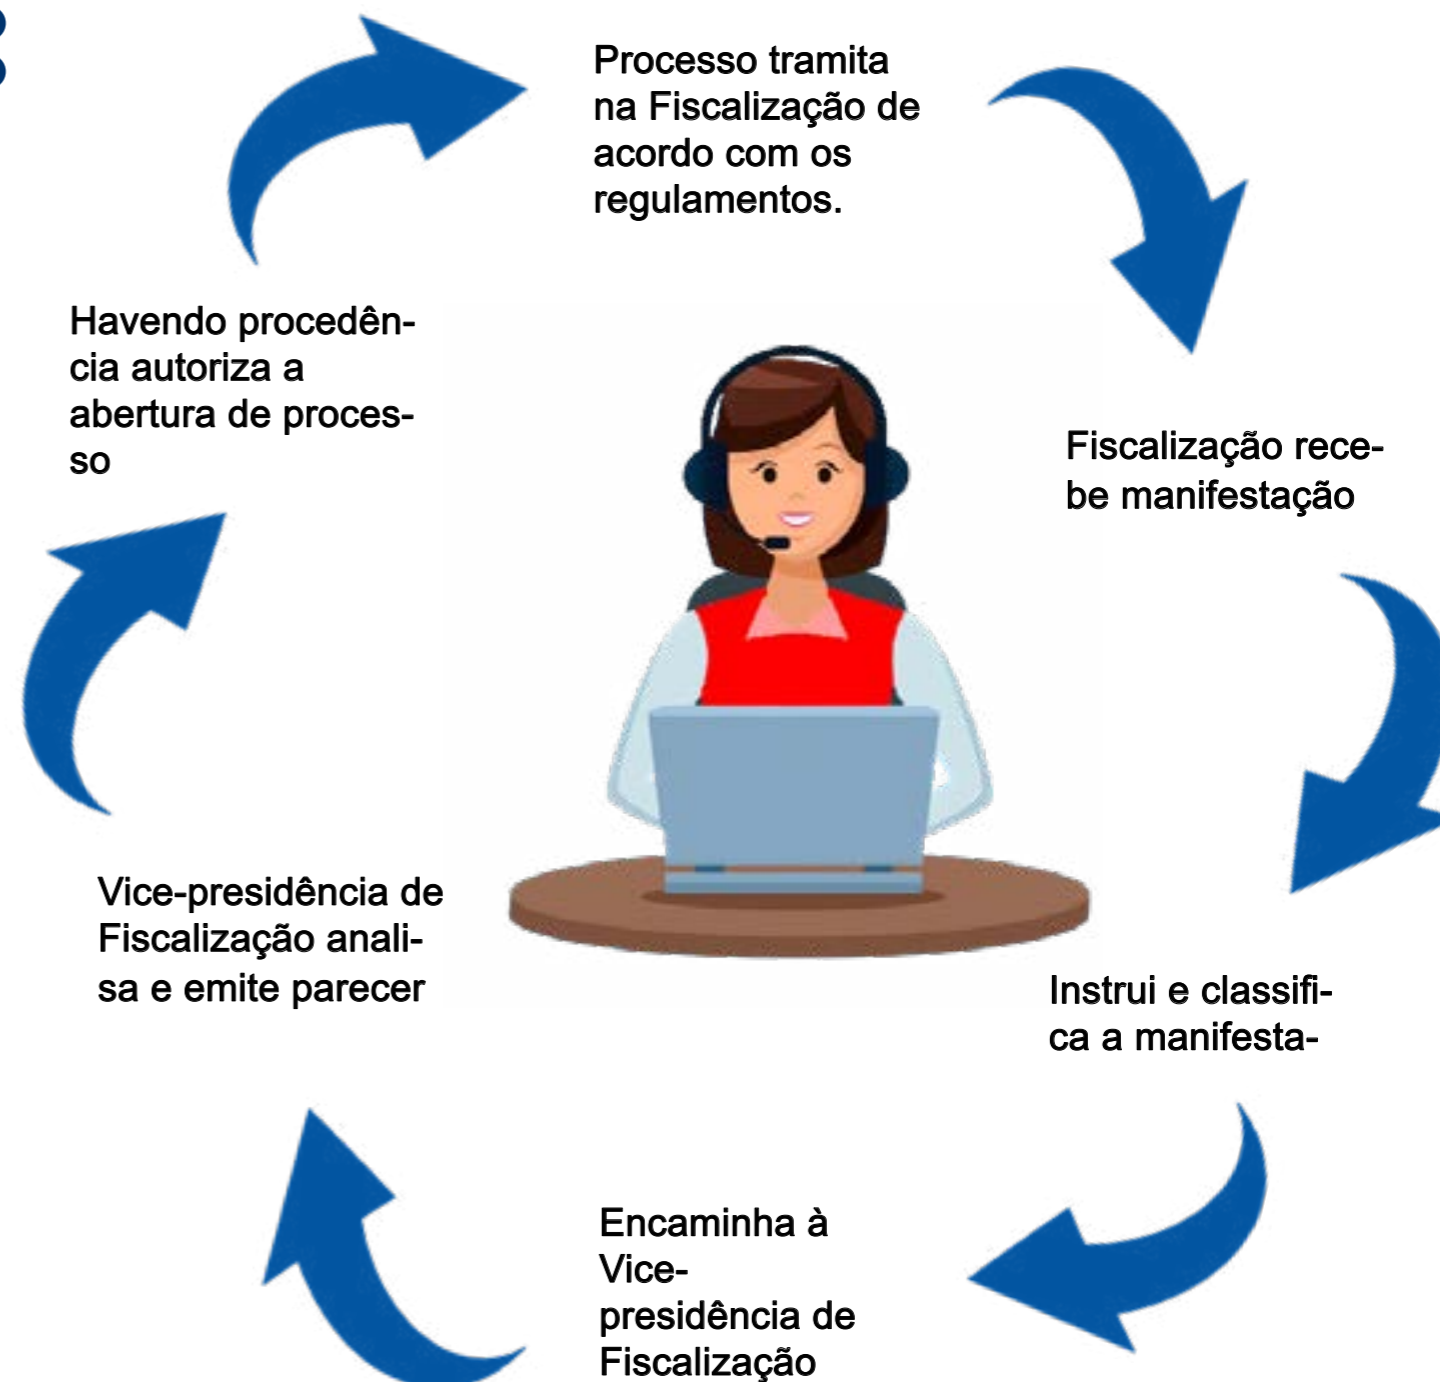 Processo tramita
na Fiscalização de
acordo com os
regulamentos.
Fiscalização rece-
be manifestação
Instrui e classifi-
ca a manifesta-
Encaminha à
Vice-
presidência de
Fiscalização
Vice-presidência de
Fiscalização anali-
sa e emite parecer
Havendo procedên-
cia autoriza a
abertura de proces-
so